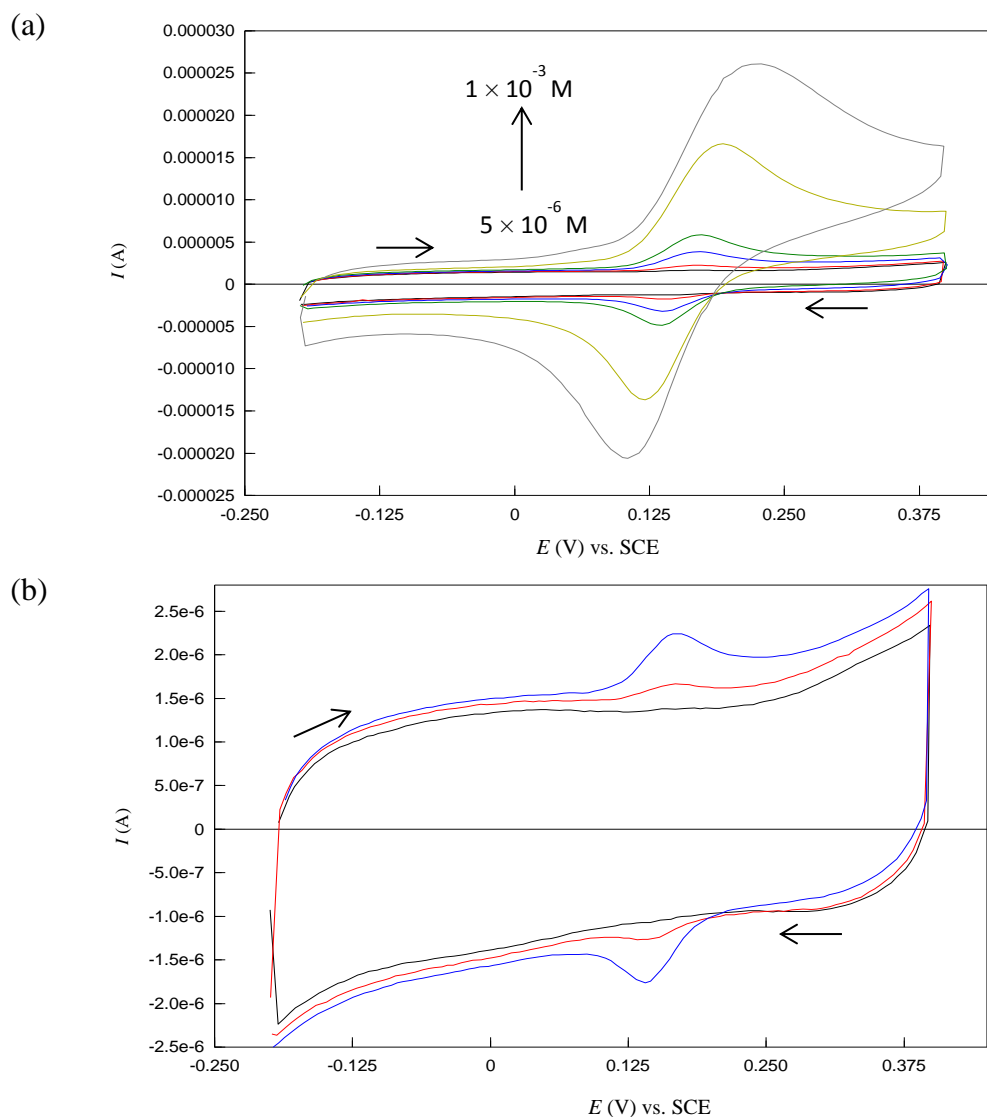 (a)
0.000030
0.000025
0.000020
0.000015
0.000010
0.000005
0
-0.000005
-0.000010
-0.000015
-0.000020
-0.000025
1 × 10⁻³ M
5 × 10⁻⁶ M
-0.250 -0.125 0 0.125 0.250 0.375
I (A)
E (V) vs. SCE
(b)
2.5e-6
2.0e-6
1.5e-6
1.0e-6
5.0e-7
0
-5.0e-7
-1.0e-6
-1.5e-6
-2.0e-6
-2.5e-6
-0.250 -0.125 0 0.125 0.250 0.375
I (A)
E (V) vs. SCE